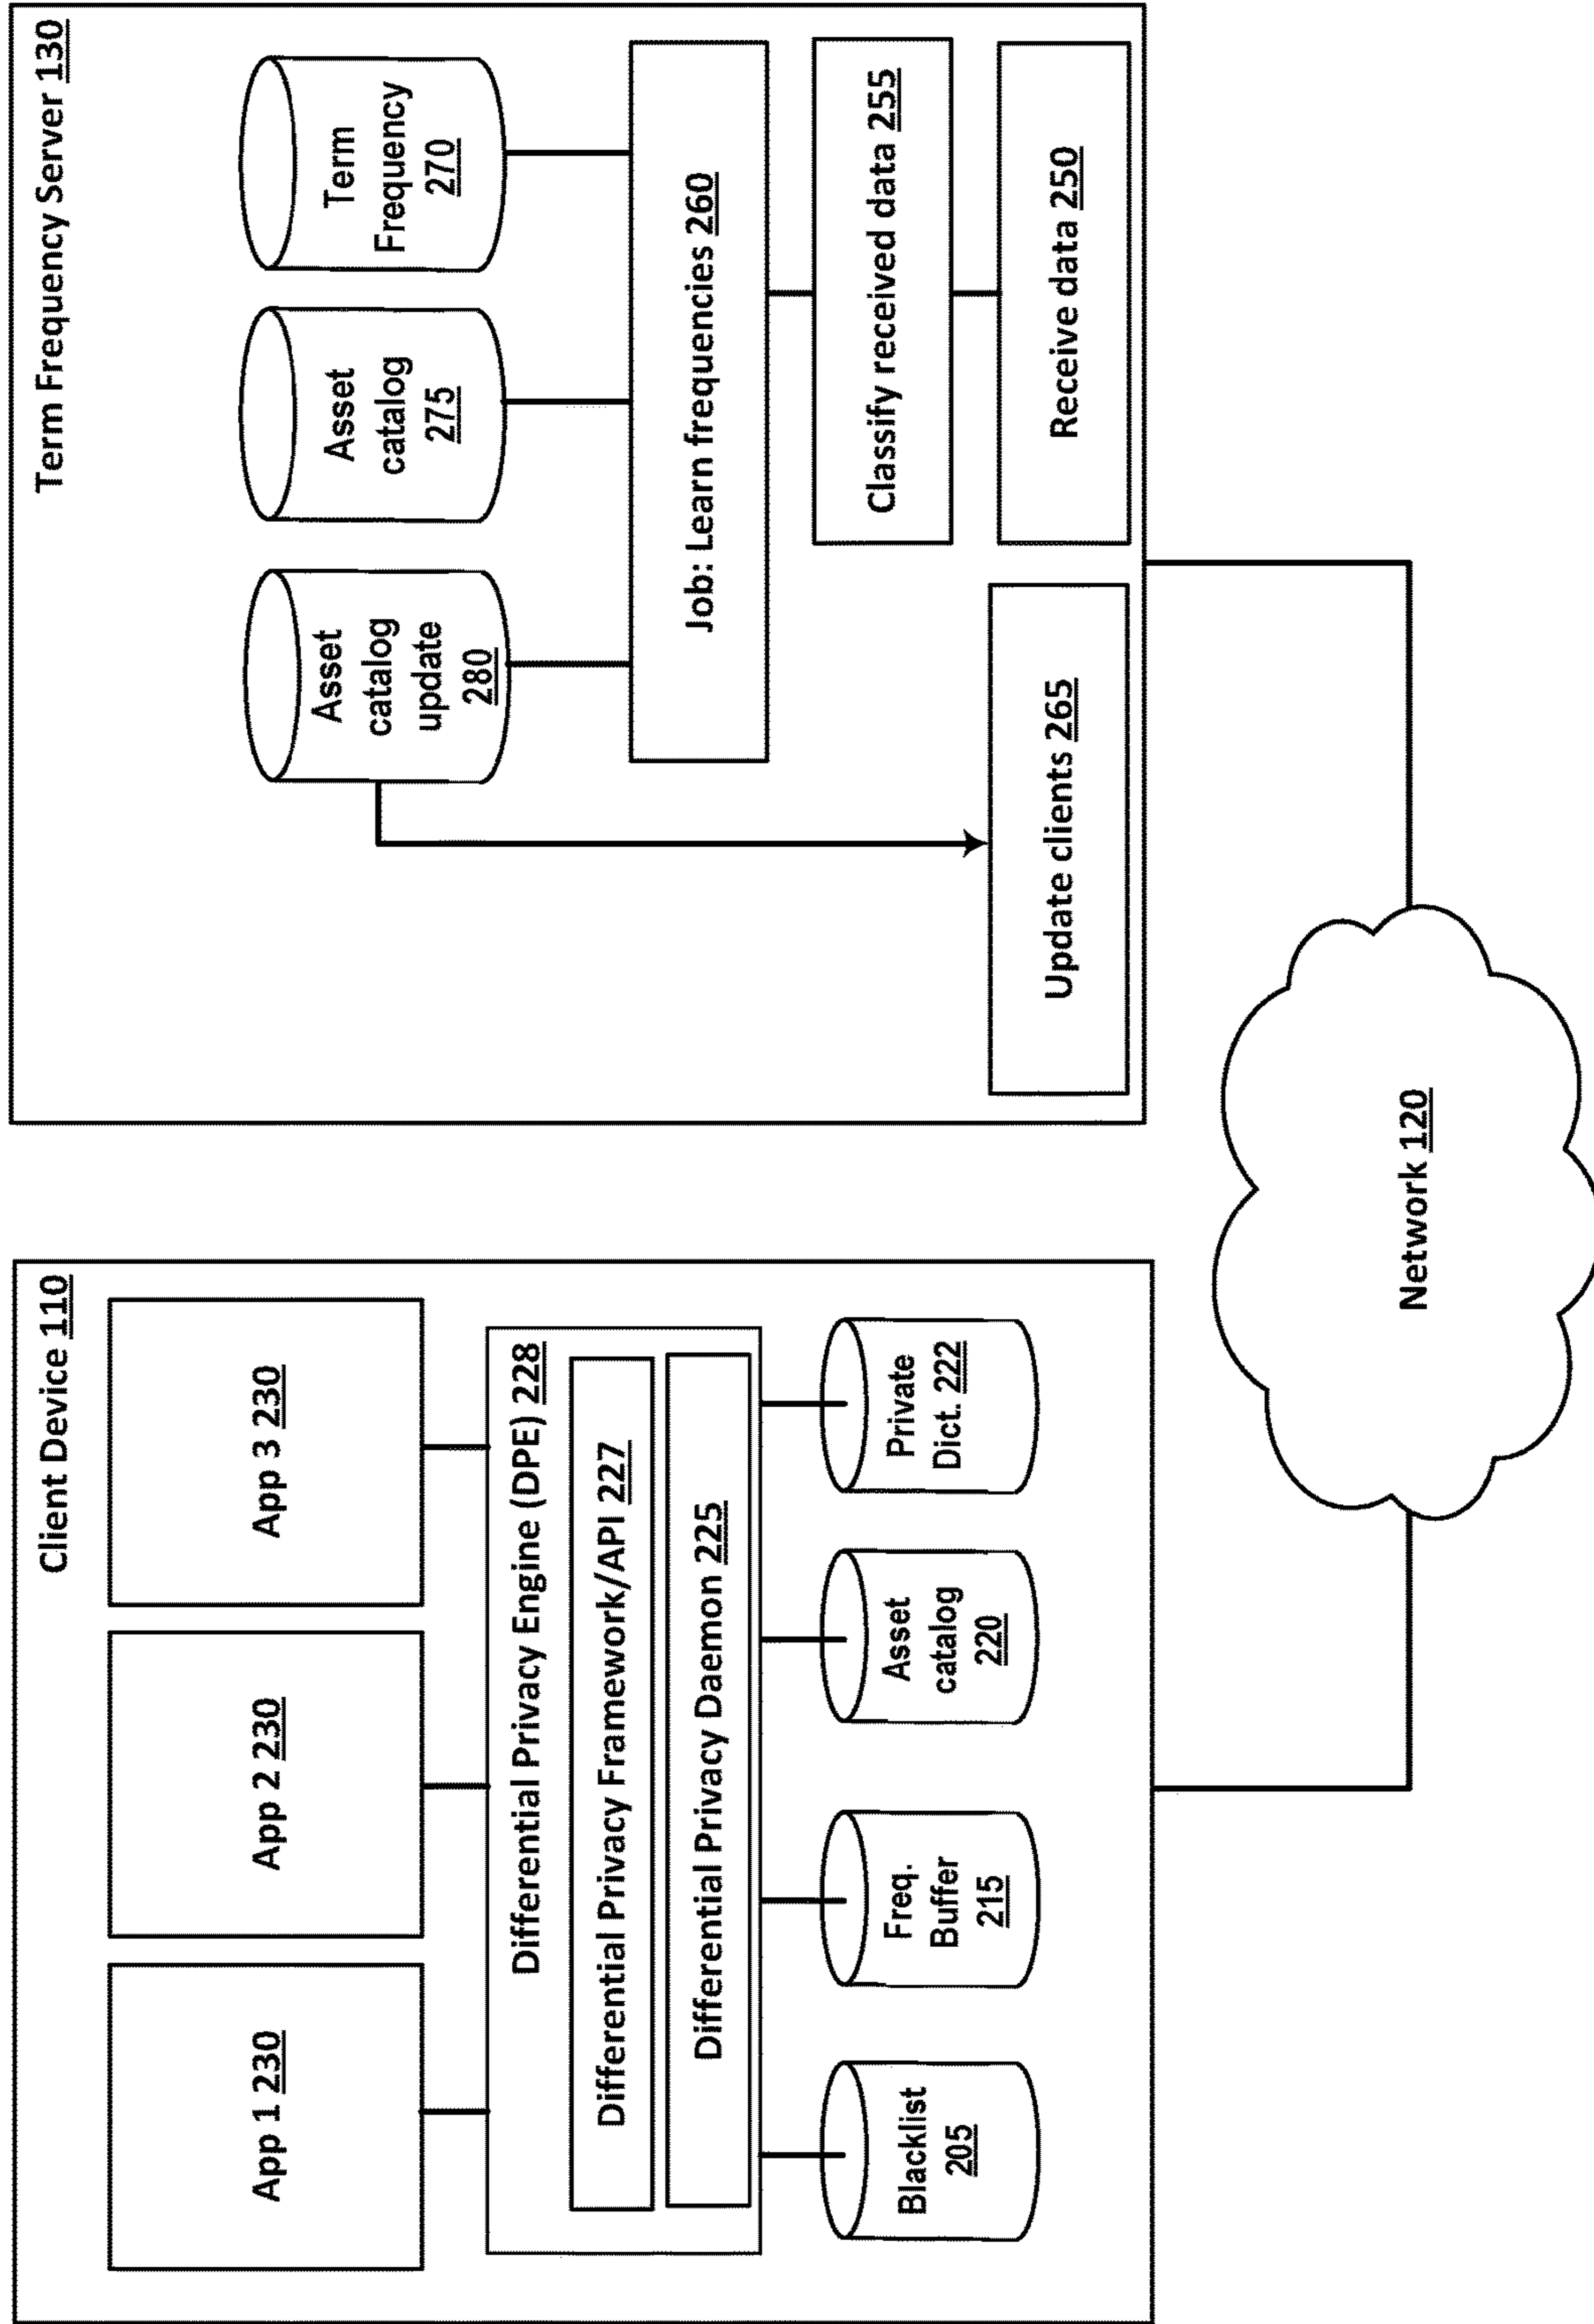 Client Device 110
App 1 230
App 2 230
App 3 230
Differential Privacy Engine (DPE) 228
Differential Privacy Framework/API 227
Differential Privacy Daemon 225
Blacklist
205
Freq.
Buffer
215
Asset
catalog
220
Private
Dict. 222
Term Frequency Server 130
Asset
catalog
update
280
Asset
catalog
275
Term
Frequency
270
Job: Learn frequencies 260
Classify received data 255
Update clients 265
Receive data 250
Network 120